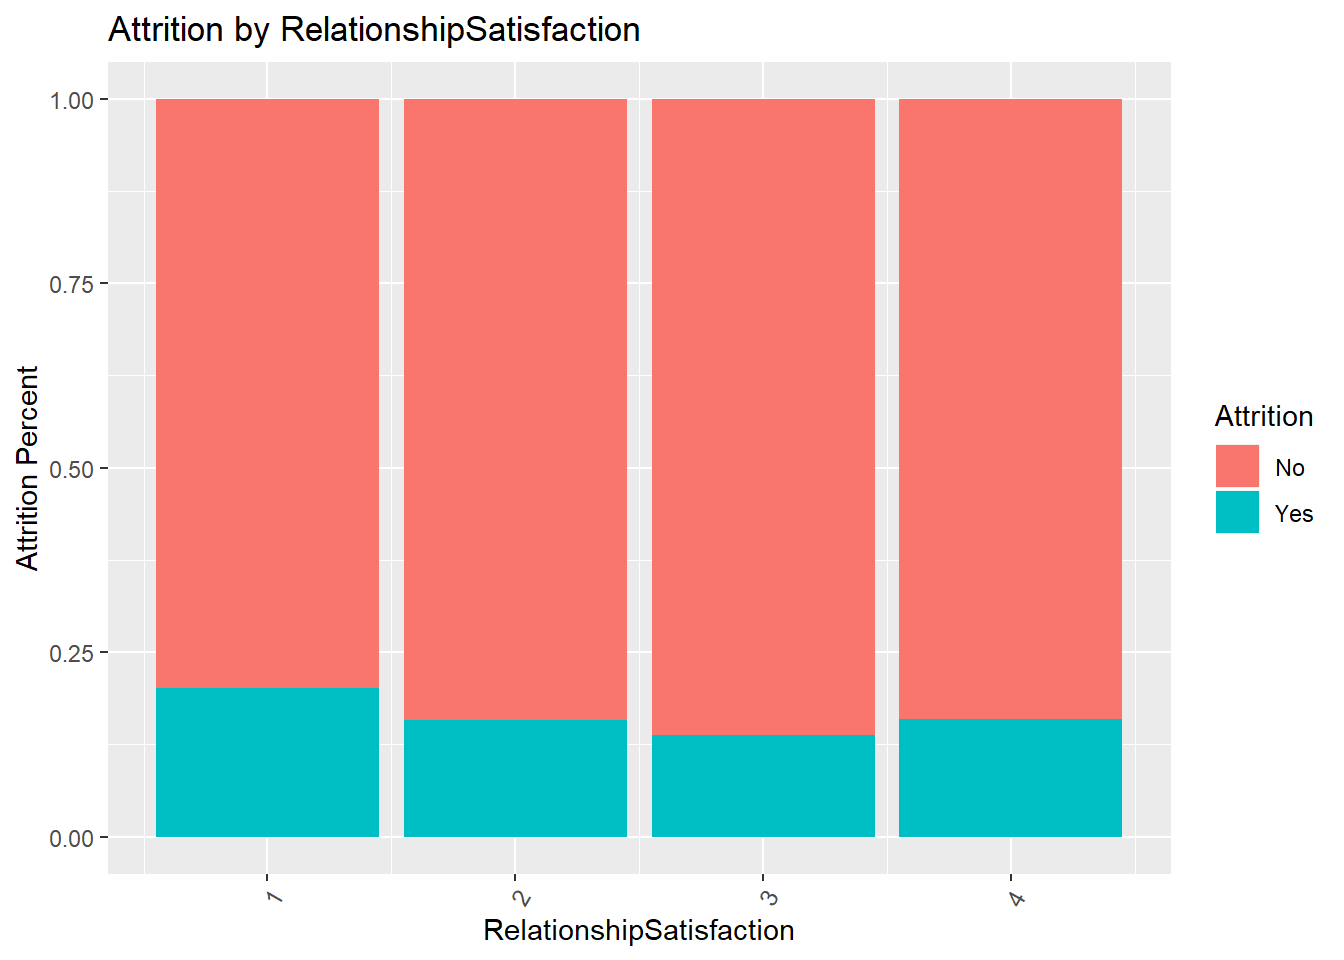 Attrition by RelationshipSatisfaction
1.00
0.75
0.50
0.25
0.00
Attrition Percent
1
2
3
4
RelationshipSatisfaction
Attrition
No
Yes